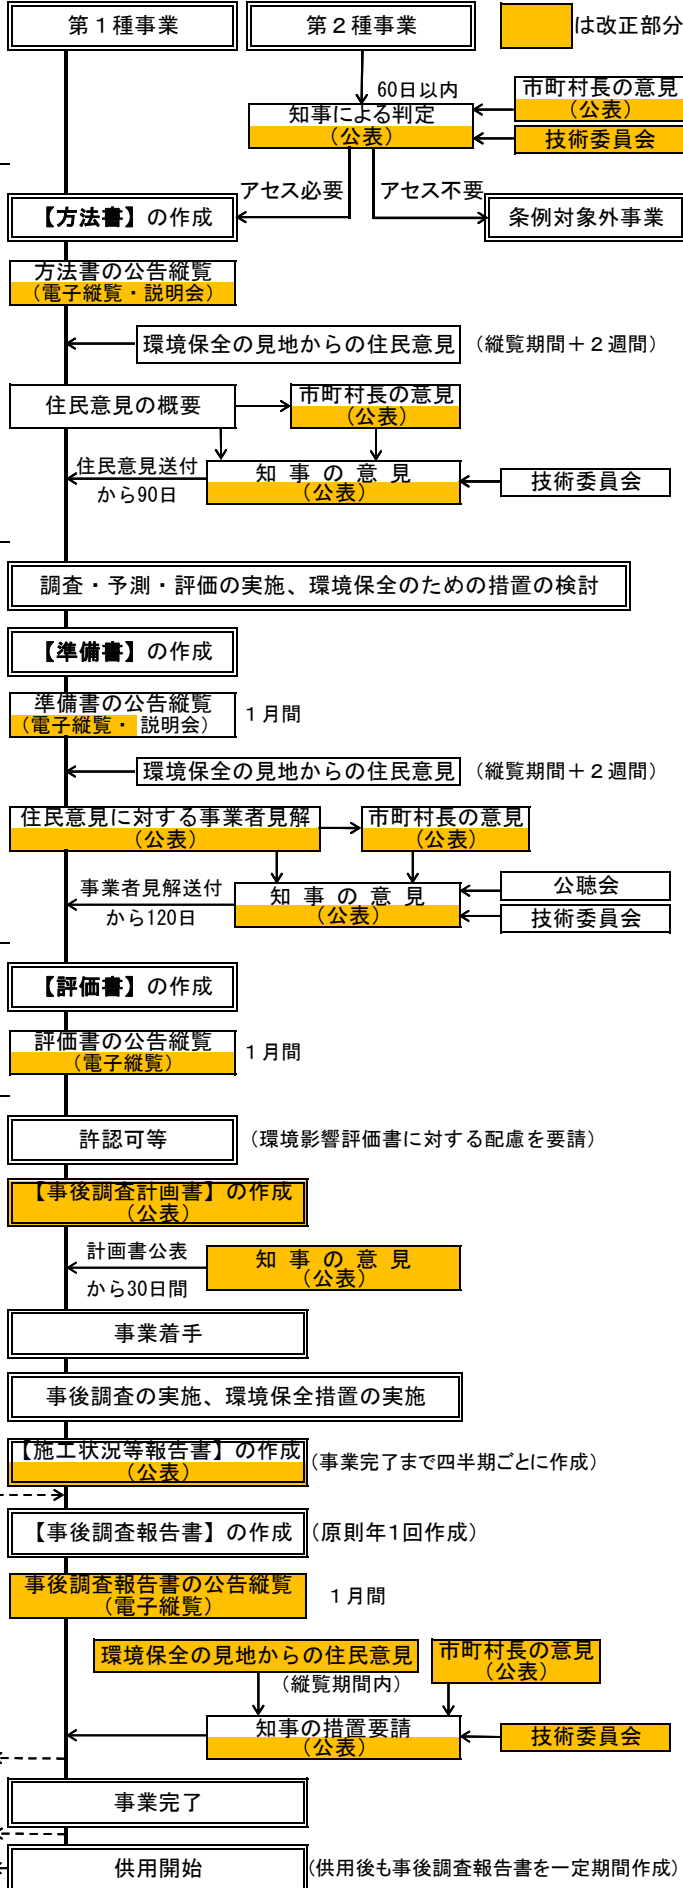 第１種事業
第２種事業
は改正部分
60日以内
市町村長の意見
（公表）
知事による判定
（公表）
技術委員会
アセス必要
アセス不要
【方法書】の作成
条例対象外事業
方法書の公告縦覧
（電子縦覧・説明会）
環境保全の見地からの住民意見
（縦覧期間＋２週間）
住民意見の概要
市町村長の意見
（公表）
住民意見送付
から90日
知 事 の 意 見
（公表）
技術委員会
調査・予測・評価の実施、環境保全のための措置の検討
【準備書】の作成
準備書の公告縦覧
（電子縦覧・ 説明会）
１月間
環境保全の見地からの住民意見
（縦覧期間＋２週間）
住民意見に対する事業者見解
（公表）
市町村長の意見
（公表）
事業者見解送付
から120日
知 事 の 意 見
（公表）
公聴会
技術委員会
【評価書】の作成
評価書の公告縦覧
（電子縦覧）
１月間
許認可等
（環境影響評価書に対する配慮を要請）
【事後調査計画書】の作成
（公表）
計画書公表
から30日間
知 事 の 意 見
（公表）
事業着手
事後調査の実施、環境保全措置の実施
【施工状況等報告書】の作成
（公表）
（事業完了まで四半期ごとに作成）
【事後調査報告書】の作成
（原則年１回作成）
事後調査報告書の公告縦覧
（電子縦覧）
１月間
環境保全の見地からの住民意見
（縦覧期間内）
市町村長の意見
（公表）
知事の措置要請
（公表）
技術委員会
事業完了
供用開始
（供用後も事後調査報告書を一定期間作成）